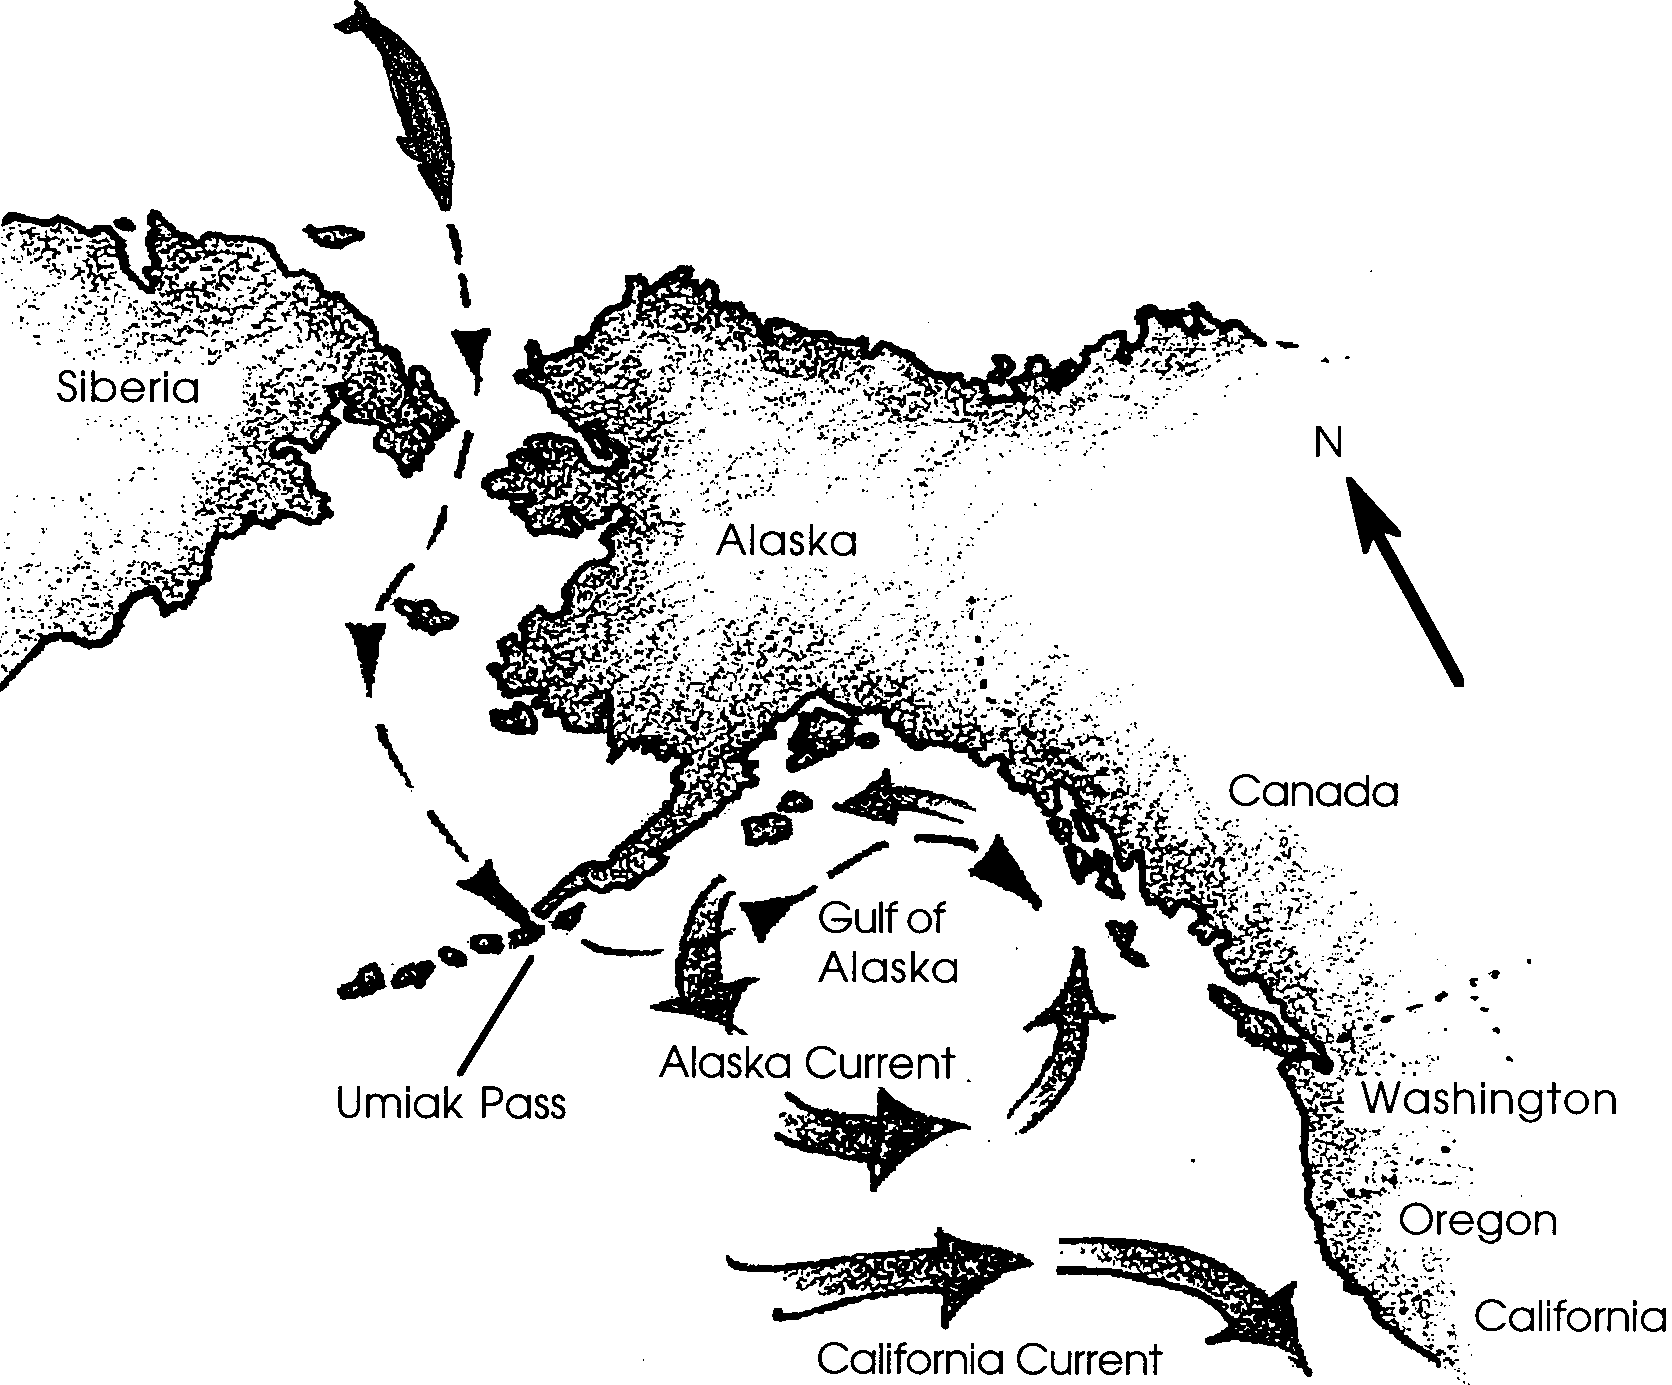 Siberia
N
Alaska
Canada
Gulf of
Alaska
Alaska Current
Umiak Pass
Washington
Oregon
California
California Current